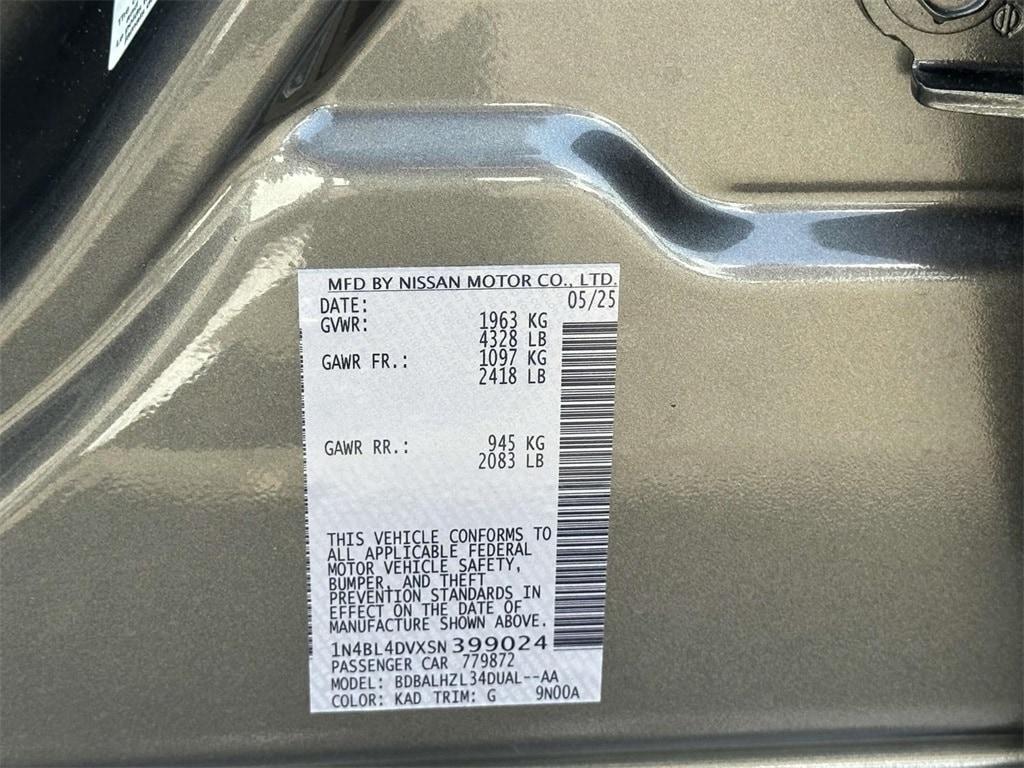 MFD BY NISSAN MOTOR CO., LTD.
DATE: 05/25
GVWR: 1963 KG
4328 LB
GAWR FR.: 1097 KG
2418 LB
GAWR RR.: 945 KG
2083 LB
THIS VEHICLE CONFORMS TO
ALL APPLICABLE FEDERAL
MOTOR VEHICLE SAFETY,
BUMPER, AND THEFT
PREVENTION STANDARDS IN
EFFECT ON THE DATE OF
MANUFACTURE SHOWN ABOVE.
1N4BL4DVXSN399024
PASSENGER CAR 779872
MODEL: BDBALHZL34DUAL--AA
COLOR: KAD TRIM: G 9N00A